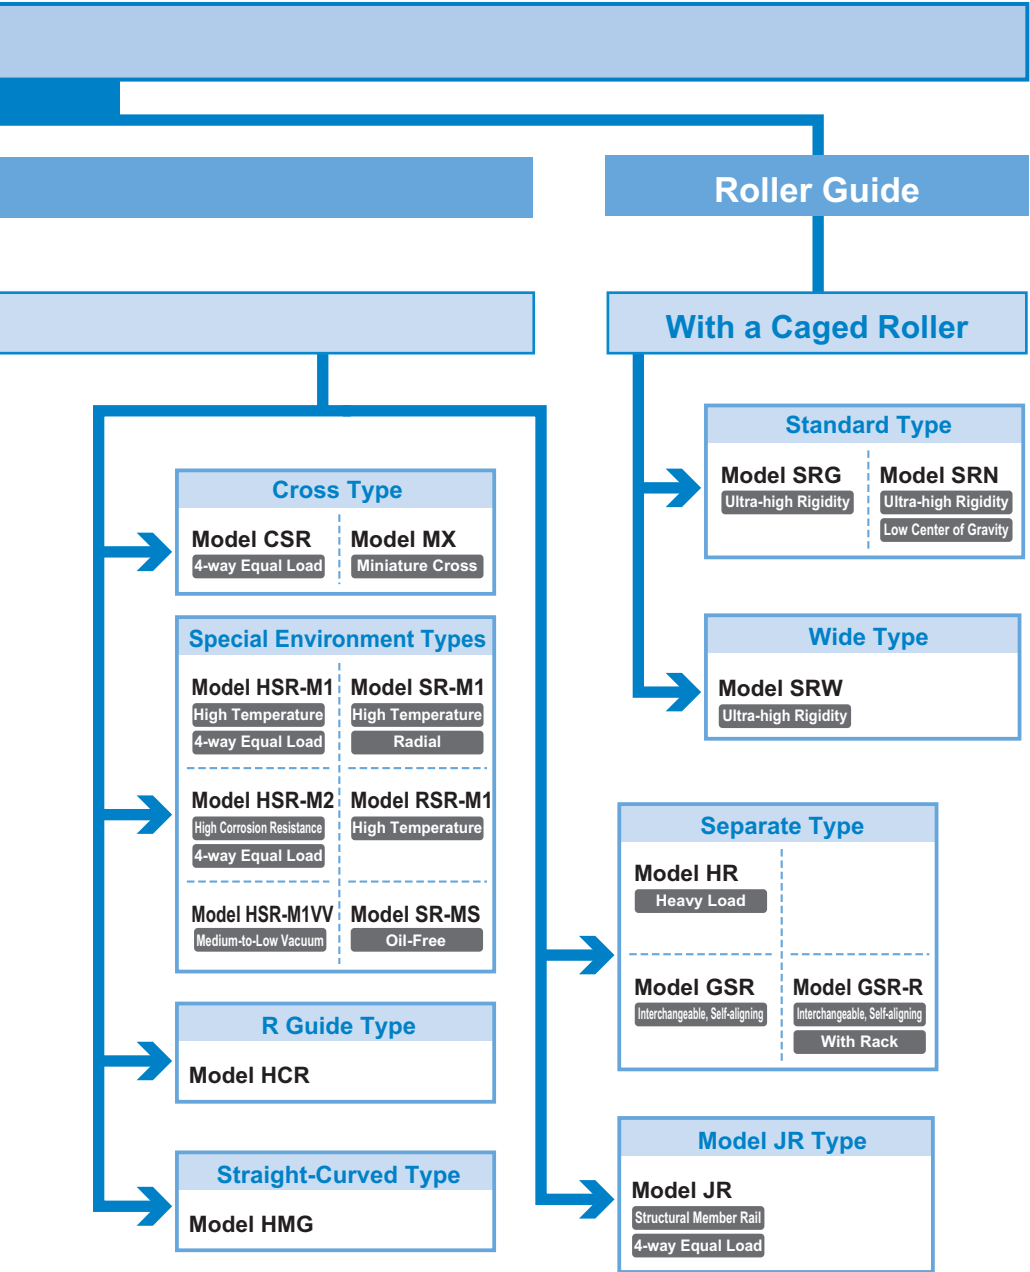 Roller Guide
With a Caged Roller
Standard Type
Model SRG
Ultra-high Rigidity
Model SRN
Ultra-high Rigidity
Low Center of Gravity
Wide Type
Model SRW
Ultra-high Rigidity
Cross Type
Model CSR
4-way Equal Load
Model MX
Miniature Cross
Special Environment Types
Model HSR-M1
High Temperature
4-way Equal Load
Model SR-M1
High Temperature
Radial
Model HSR-M2
High Corrosion Resistance
4-way Equal Load
Model RSR-M1
High Temperature
Model HSR-M1VV
Medium-to-Low Vacuum
Model SR-MS
Oil-Free
R Guide Type
Model HCR
Straight-Curved Type
Model HMG
Separate Type
Model HR
Heavy Load
Model GSR
Interchangeable, Self-aligning
Model GSR-R
Interchangeable, Self-aligning
With Rack
Model JR Type
Model JR
Structural Member Rail
4-way Equal Load